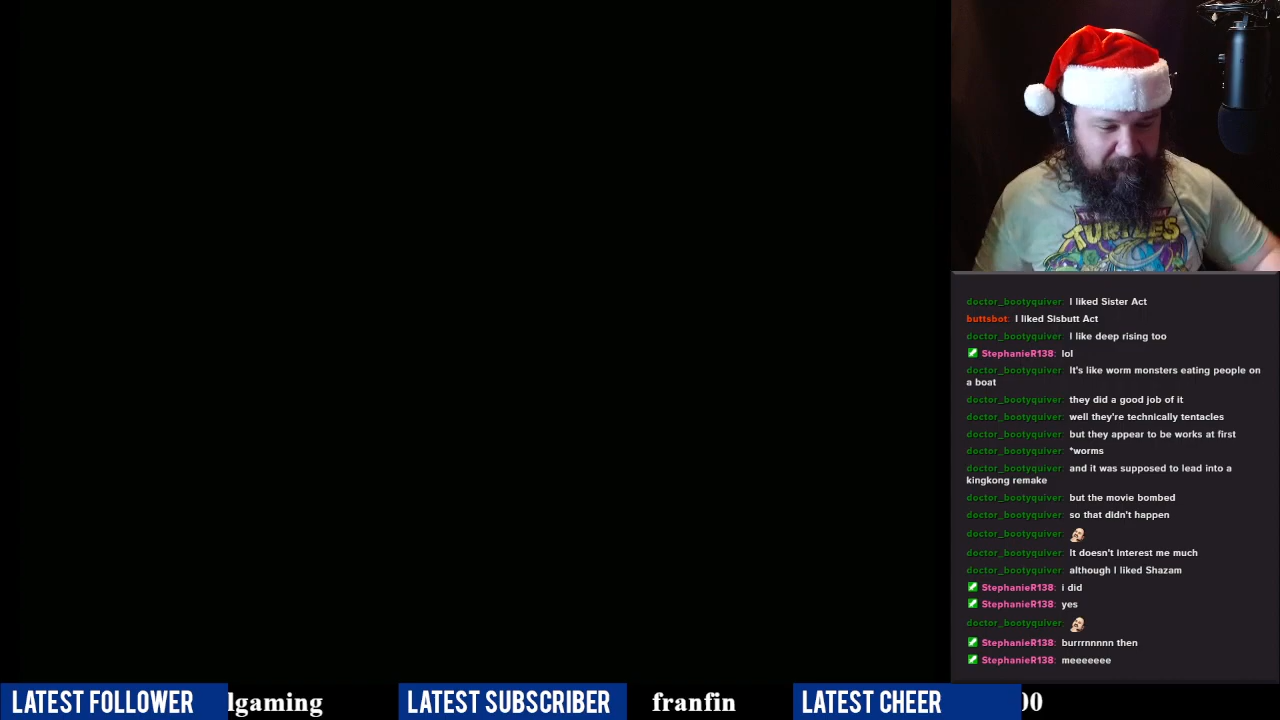 TURTLES
doctor_bootyquiver: I liked Sister Act
buttsbot: I liked Sisbutt Act
doctor_bootyquiver: I like deep rising too
StephanieR138: lol
doctor_bootyquiver: It's like worm monsters eating people on
a boat
doctor_bootyquiver: they did a good job of it
doctor_bootyquiver: well they're technically tentacles
doctor_bootyquiver: but they appear to be works at first
doctor_bootyquiver: *worms
doctor_bootyquiver: and it was supposed to lead into a
kingkong remake
doctor_bootyquiver: but the movie bombed
doctor_bootyquiver: so that didn't happen
doctor_bootyquiver:
doctor_bootyquiver: It doesn't interest me much
doctor_bootyquiver: although I liked Shazam
StephanieR138: i did
StephanieR138: yes
doctor_bootyquiver:
StephanieR138: burrrnnnnn then
StephanieR138: meeeeeee
LATEST FOLLOWER lgaming LATEST SUBSCRIBER franfin LATEST CHEER 00